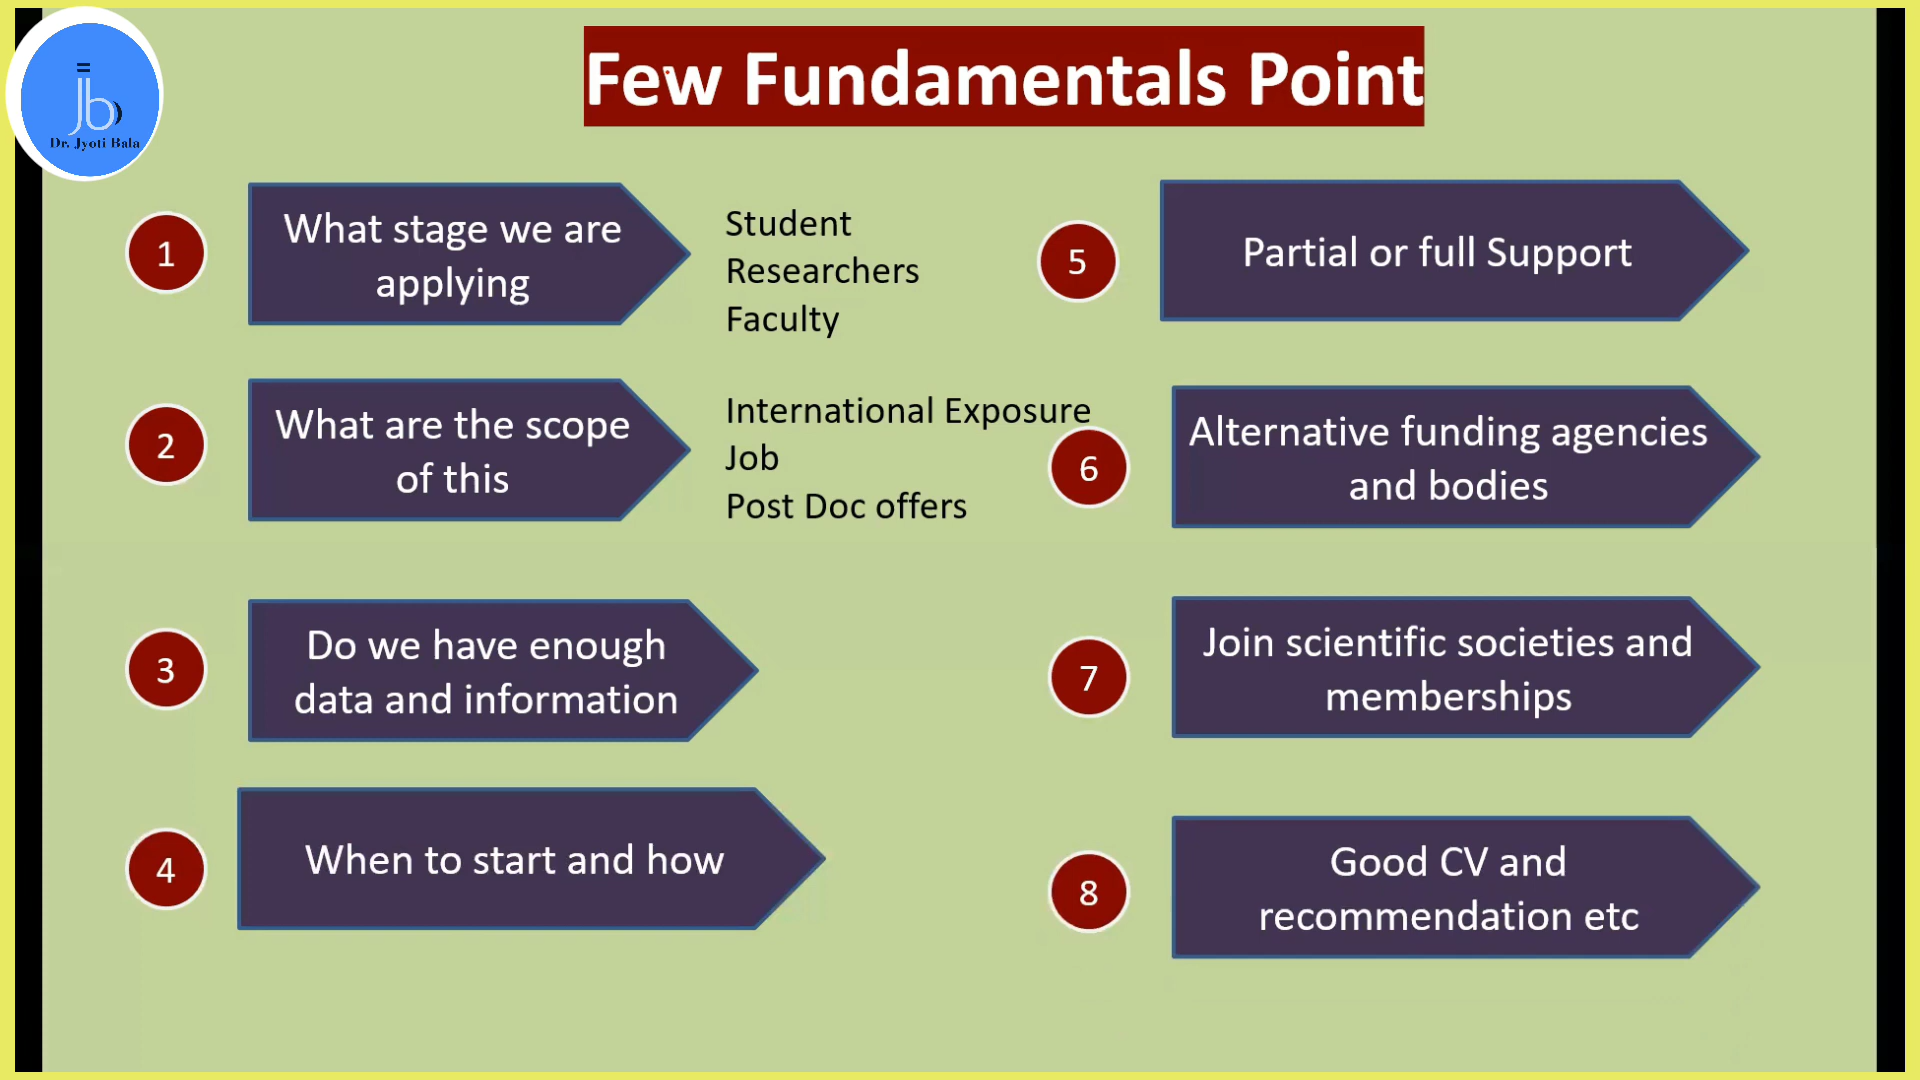 Few Fundamentals Point
Dr. Jyoti Bala
1
What stage we are
applying
Student
Researchers
Faculty
2
What are the scope
of this
International Exposure
Job
Post Doc offers
3
Do we have enough
data and information
4
When to start and how
5
Partial or full Support
6
Alternative funding agencies
and bodies
7
Join scientific societies and
memberships
8
Good CV and
recommendation etc